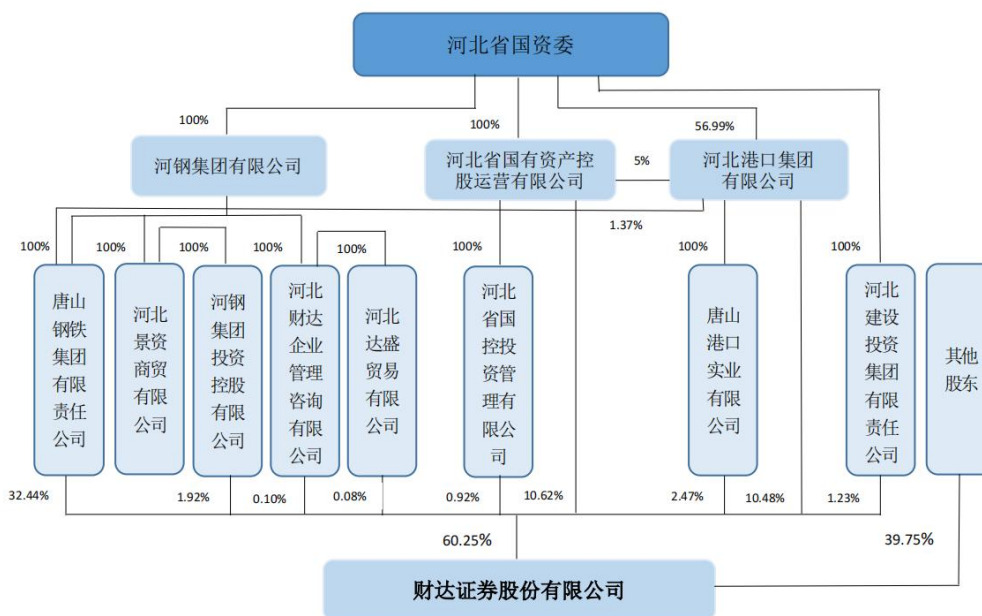 河北省国资委
100%
100%
56.99%
河钢集团有限公司
河北省国有资产控
股运营有限公司
5%
河北港口集团
有限公司
1.37%
100%
100%
100%
100%
100%
100%
100%
100%
唐山
钢铁
集团
有限
责任
公司
河北
景资
商贸
有限
公司
河钢
集团
投资
控股
有限
公司
河北
财达
企业
管理
咨询
有限
公司
河北
达盛
贸易
有限
公司
河北
省国
控投
资管
理有
限公
司
唐山
港口
实业
有限
公司
河北
建设
投资
集团
有限
责任
公司
其他
股东
32.44%
1.92%
0.10%
0.08%
0.92%
10.62%
2.47%
10.48%
1.23%
60.25%
39.75%
财达证券股份有限公司